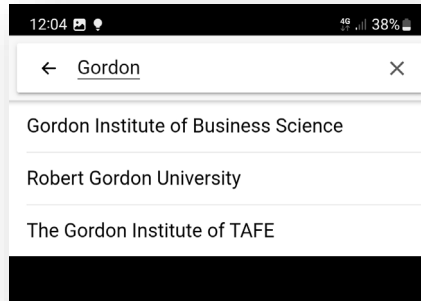 12:04 4G 38%
Gordon
Gordon Institute of Business Science
Robert Gordon University
The Gordon Institute of TAFE